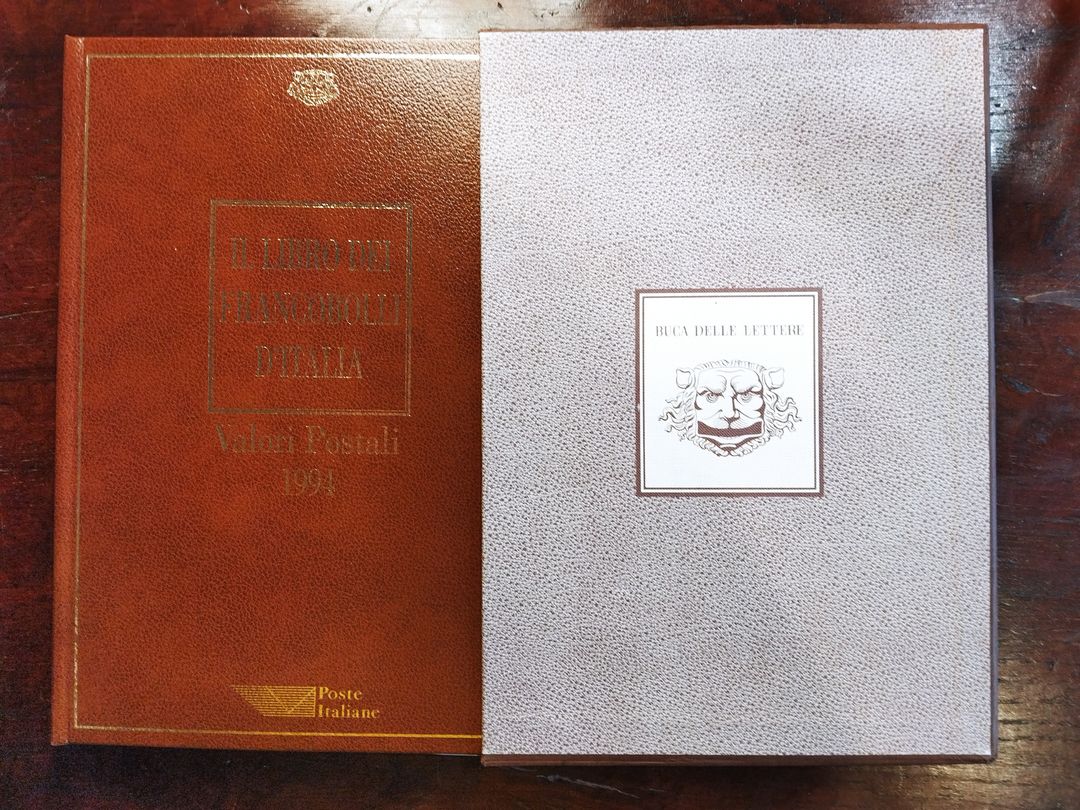 IL LIBRO DEI
FRANCOBOLLI
D'ITALIA
Valori Postali
1994
Poste
Italiane
BUCA DELLE LETTERE